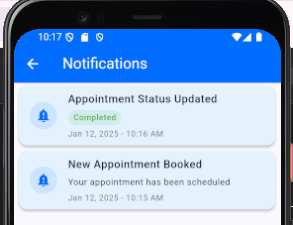 10:17
Notifications
Appointment Status Updated
Completed
Jan 12, 2025 - 10:16 AM
New Appointment Booked
Your appointment has been scheduled
Jan 12, 2025 - 10:15 AM